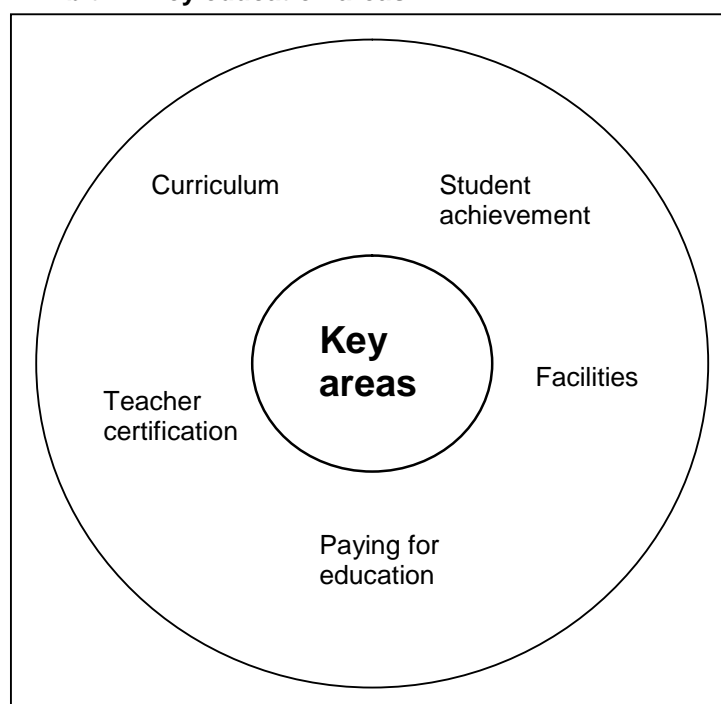 Curriculum
Student
achievement
Key
areas
Facilities
Teacher
certification
Paying for
education